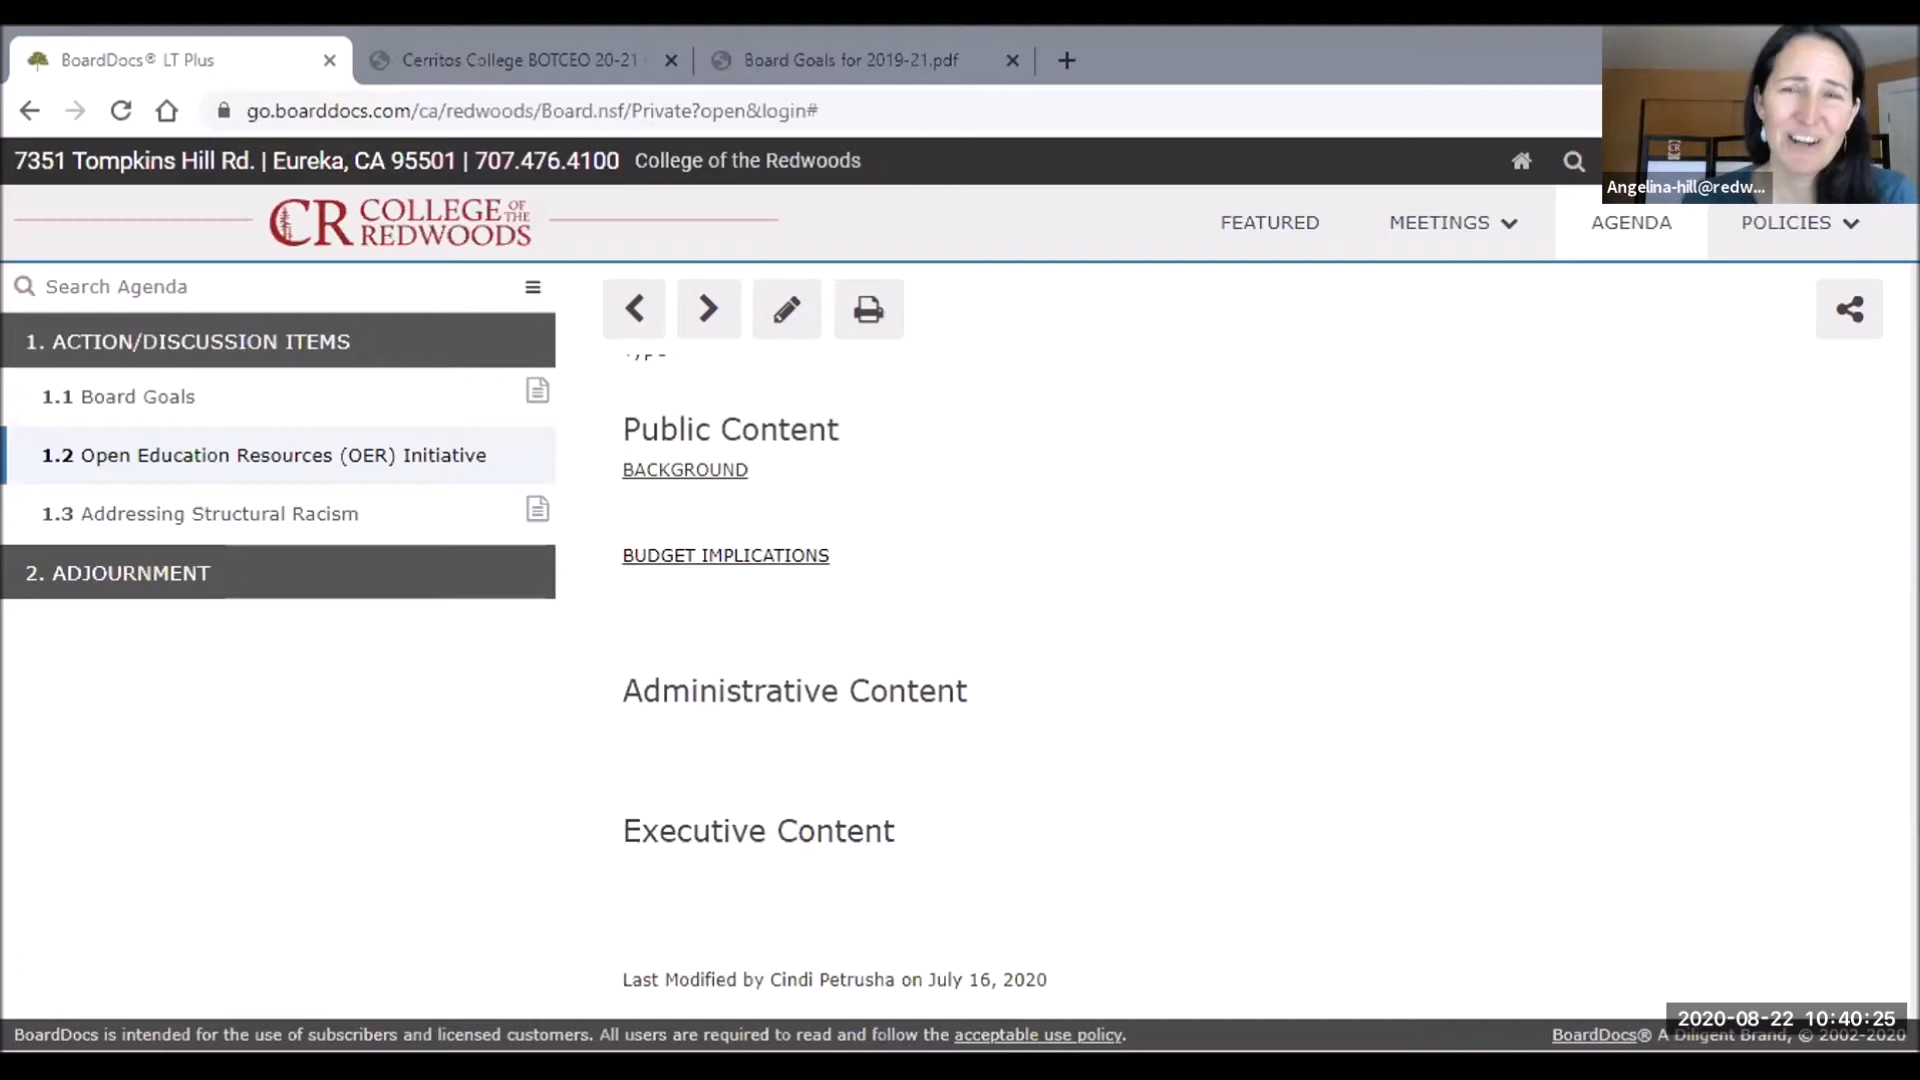 BoardDocs® LT Plus
Cerritos College BOTCEO 20-21
Board Goals for 2019-21.pdf
go.boarddocs.com/ca/redwoods/Board.nsf/Private?open&login#
7351 Tompkins Hill Rd. | Eureka, CA 95501 | 707.476.4100 College of the Redwoods
CR
Angelina-hill@redw...
CR COLLEGE OF THE REDWOODS
FEATURED
MEETINGS
AGENDA
POLICIES
Search Agenda
1. ACTION/DISCUSSION ITEMS
1.1 Board Goals
1.2 Open Education Resources (OER) Initiative
1.3 Addressing Structural Racism
2. ADJOURNMENT
Public Content
BACKGROUND
BUDGET IMPLICATIONS
Administrative Content
Executive Content
Last Modified by Cindi Petrusha on July 16, 2020
2020-08-22 10:40:25
BoardDocs is intended for the use of subscribers and licensed customers. All users are required to read and follow the acceptable use policy.
BoardDocs® A Diligent Brand, © 2002-2020